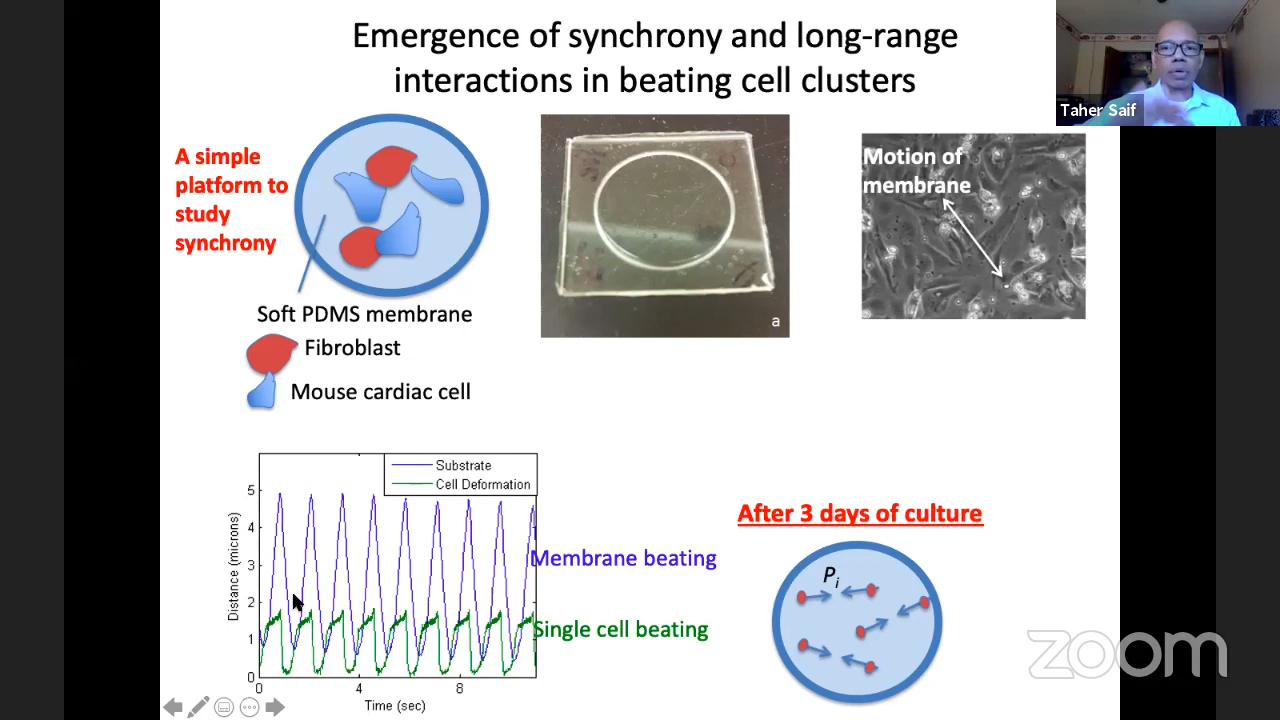 Emergence of synchrony and long-range
interactions in beating cell clusters
Taher Saif
A simple
platform to
study
synchrony
Soft PDMS membrane
Fibroblast
Mouse cardiac cell
a
Motion of
membrane
Substrate
Cell Deformation
5
4
3
2
1
0
Distance (microns)
0 4 8
Time (sec)
Membrane beating
Single cell beating
After 3 days of culture
Pi
zoom